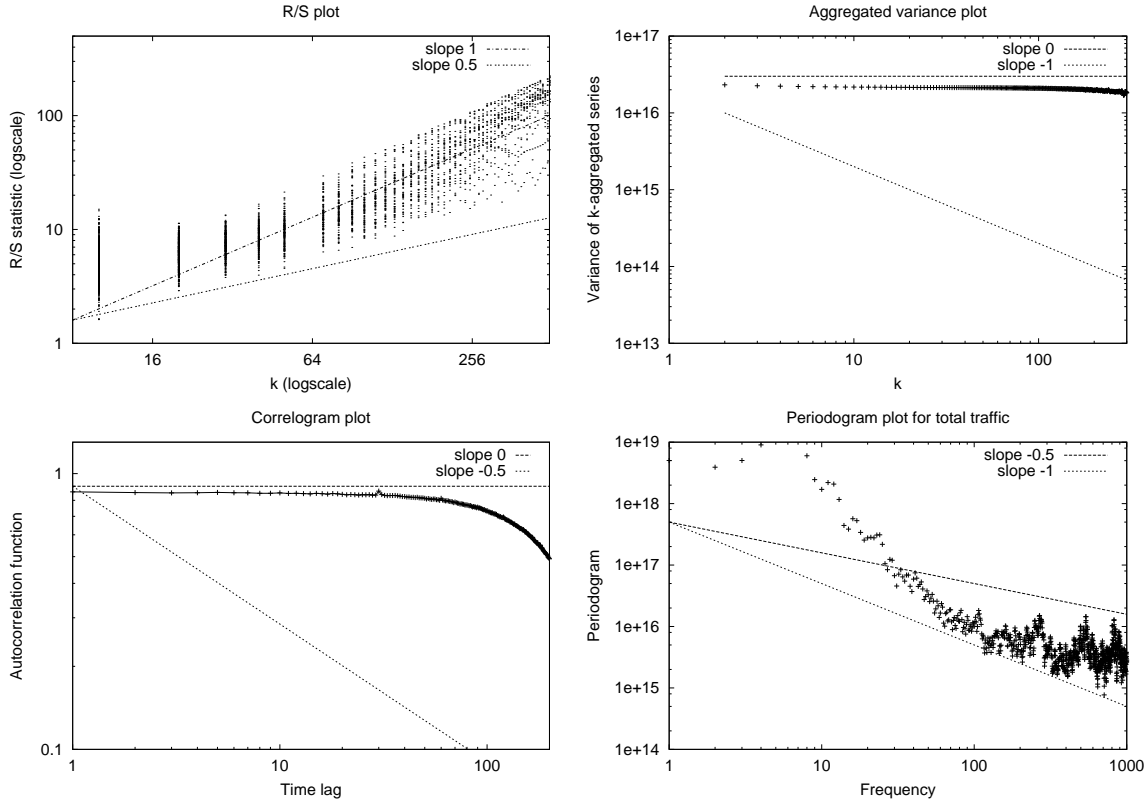 R/S plot
slope 1
slope 0.5
100
10
1
R/S statistic (logscale)
16
64
256
k (logscale)
Aggregated variance plot
slope 0
slope -1
1e+17
1e+16
1e+15
1e+14
1e+13
Variance of k-aggregated series
1
10
100
k
Correlogram plot
slope 0
slope -0.5
1
0.1
Autocorrelation function
1
10
100
Time lag
Periodogram plot for total traffic
slope -0.5
slope -1
1e+19
1e+18
1e+17
1e+16
1e+15
1e+14
Periodogram
1
10
100
1000
Frequency